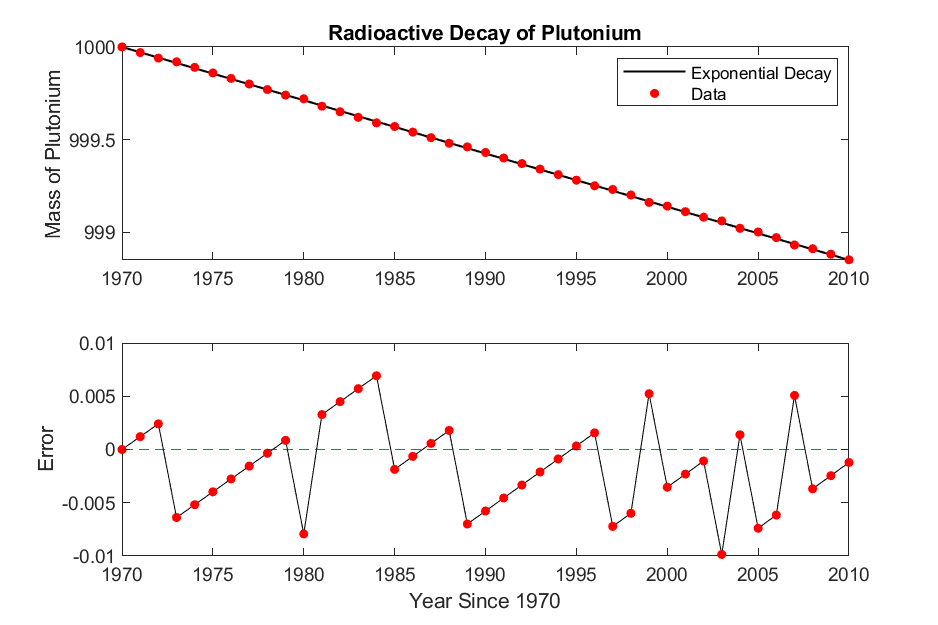 Radioactive Decay of Plutonium
1000
999.5
999
Mass of Plutonium
Exponential Decay
Data
1970 1975 1980 1985 1990 1995 2000 2005 2010
0.01
0.005
0
-0.005
-0.01
Error
1970 1975 1980 1985 1990 1995 2000 2005 2010
Year Since 1970